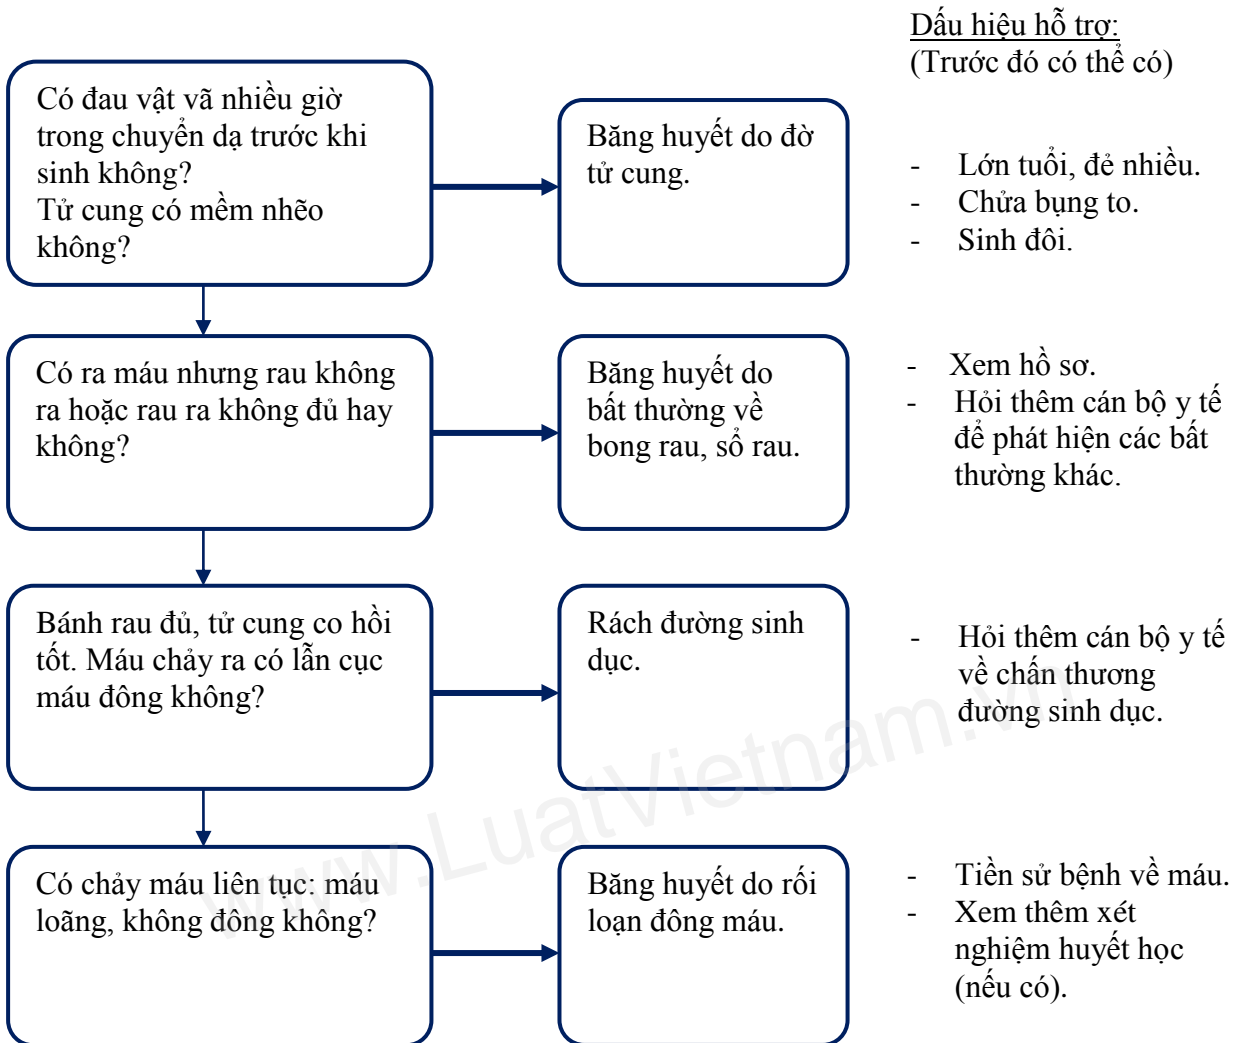 Dấu hiệu hỗ trợ:
(Trước đó có thể có)
Có đau vật vã nhiều giờ
trong chuyển dạ trước khi
sinh không?
Tử cung có mềm nhẽo
không?
Băng huyết do đờ
tử cung.
- Lớn tuổi, đẻ nhiều.
- Chửa bụng to.
- Sinh đôi.
Có ra máu nhưng rau không
ra hoặc rau ra không đủ hay
không?
Băng huyết do
bất thường về
bong rau, sổ rau.
- Xem hồ sơ.
- Hỏi thêm cán bộ y tế
để phát hiện các bất
thường khác.
Bánh rau đủ, tử cung co hồi
tốt. Máu chảy ra có lẫn cục
máu đông không?
Rách đường sinh
dục.
- Hỏi thêm cán bộ y tế
về chấn thương
đường sinh dục.
Có chảy máu liên tục: máu
loãng, không đông không?
Băng huyết do rối
loạn đông máu.
- Tiền sử bệnh về máu.
- Xem thêm xét
nghiệm huyết học
(nếu có).
www.LuatVietnam.vn